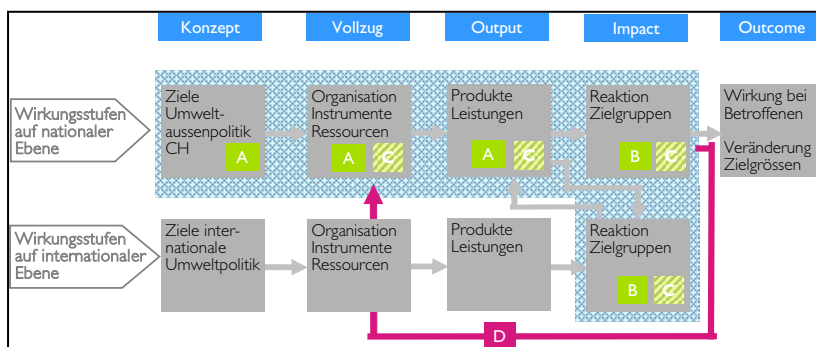 Konzept
Vollzug
Output
Impact
Outcome
Wirkungsstufen
auf nationaler
Ebene
Ziele
Umwelt-
aussenpolitik
CH
A
Organisation
Instrumente
Ressourcen
A
C
Produkte
Leistungen
A
C
Reaktion
Zielgruppen
B
C
Wirkung bei
Betroffenen
Veränderung
Zielgrössen
Wirkungsstufen
auf internationaler
Ebene
Ziele inter-
nationale
Umweltpolitik
Organisation
Instrumente
Ressourcen
Produkte
Leistungen
Reaktion
Zielgruppen
B
C
D